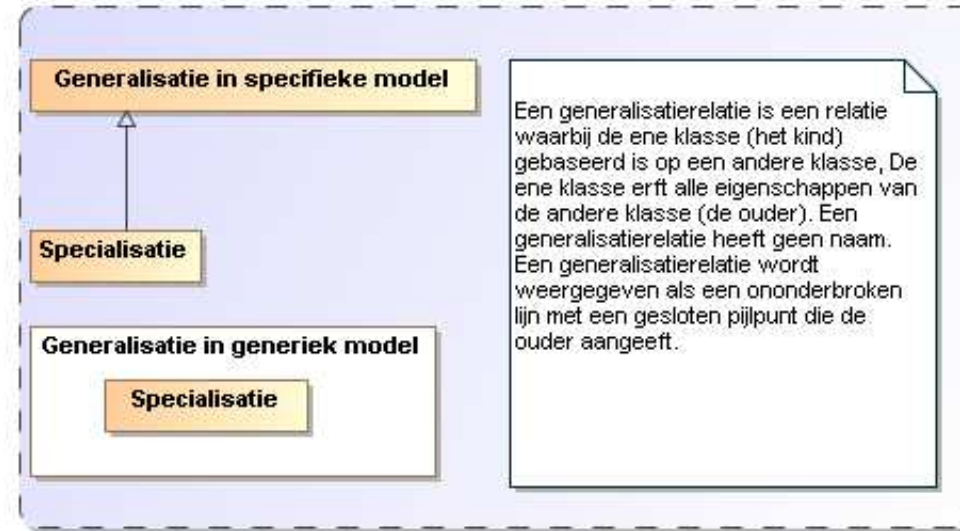 Generalisatie in specifieke model
Specialisatie
Generalisatie in generiek model
Specialisatie
Een generalisatierelatie is een relatie
waarbij de ene klasse (het kind)
gebaseerd is op een andere klasse, De
ene klasse erft alle eigenschappen van
de andere klasse (de ouder). Een
generalisatierelatie heeft geen naam.
Een generalisatierelatie wordt
weergegeven als een ononderbroken
lijn met een gesloten pijlpunt die de
ouder aangeeft.